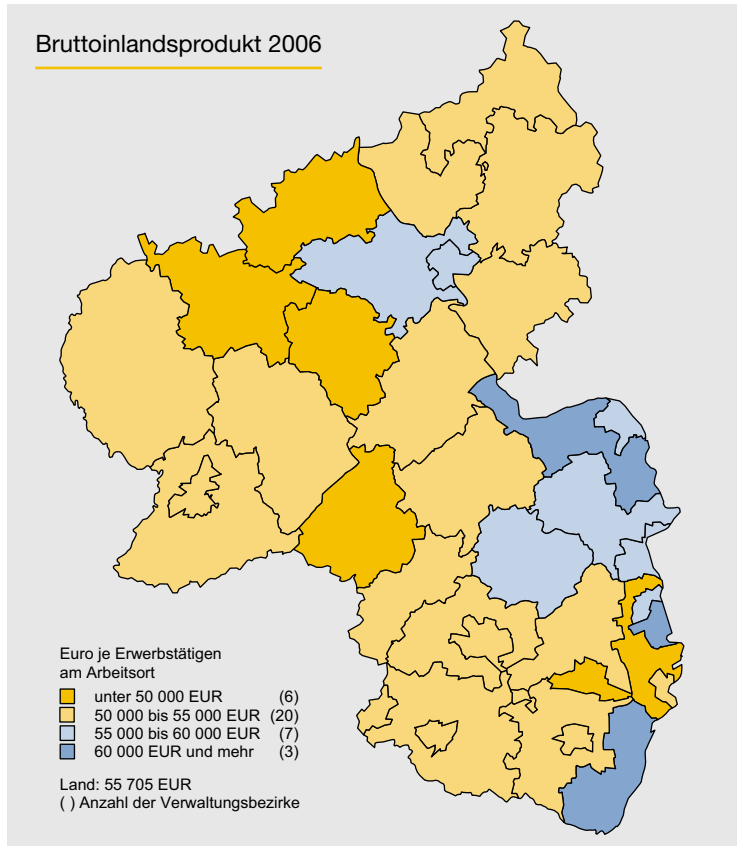 Bruttoinlandsprodukt 2006
Euro je Erwerbstätigen
am Arbeitsort
unter 50 000 EUR (6)
50 000 bis 55 000 EUR (20)
55 000 bis 60 000 EUR (7)
60 000 EUR und mehr (3)
Land: 55 705 EUR
( ) Anzahl der Verwaltungsbezirke